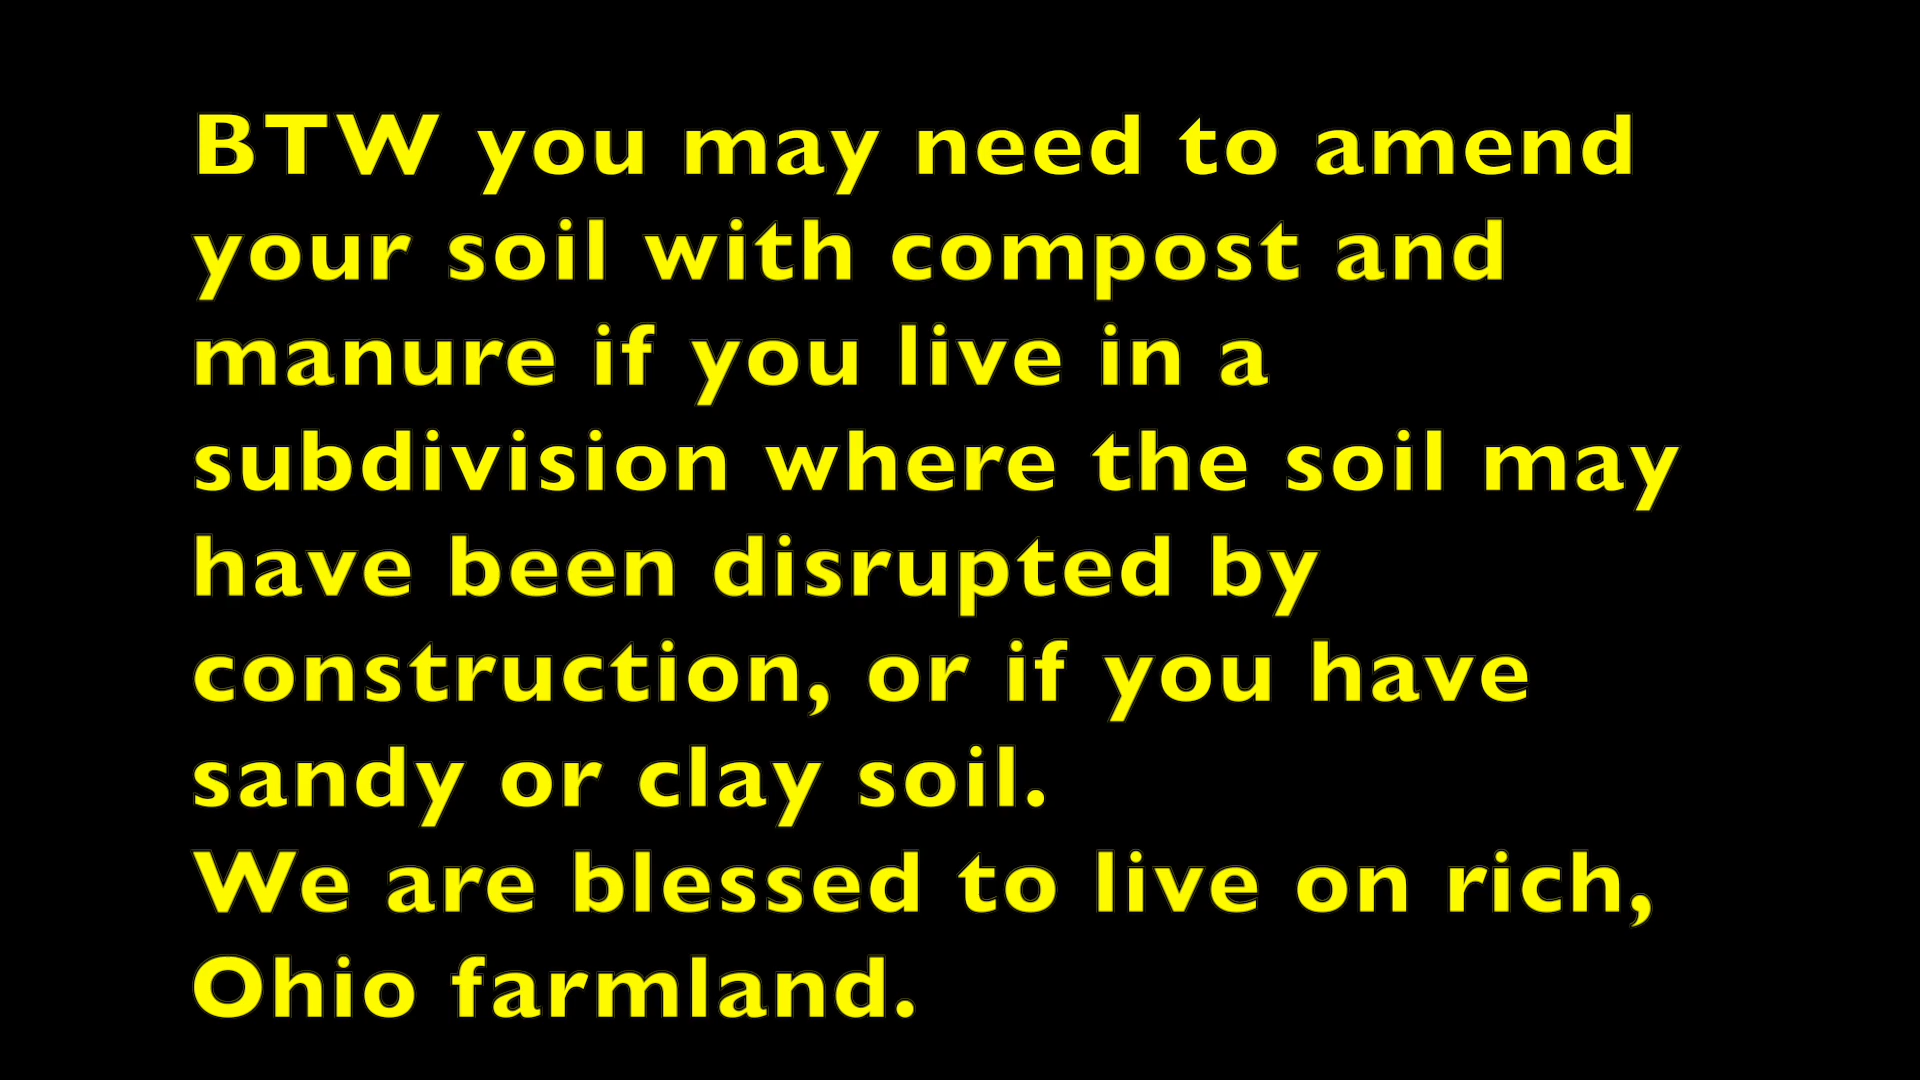 BTW you may need to amend
your soil with compost and
manure if you live in a
subdivision where the soil may
have been disrupted by
construction, or if you have
sandy or clay soil.
We are blessed to live on rich,
Ohio farmland.